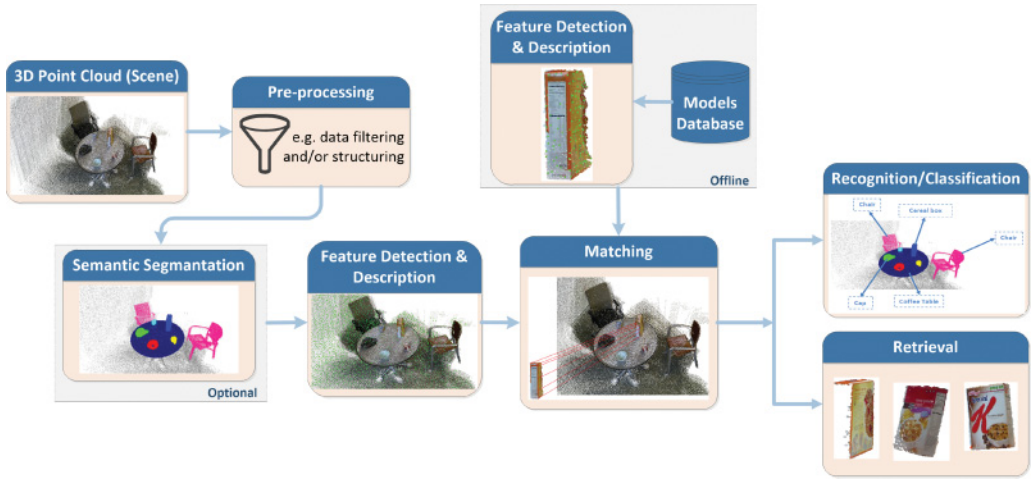 3D Point Cloud (Scene)
Pre-processing
e.g. data filtering
and/or structuring
Feature Detection
& Description
Models
Database
Offline
Semantic Segmantation
Optional
Feature Detection &
Description
Matching
Recognition/Classification
Chair
Cereal box
Chair
Cup
Coffee Table
Retrieval
K